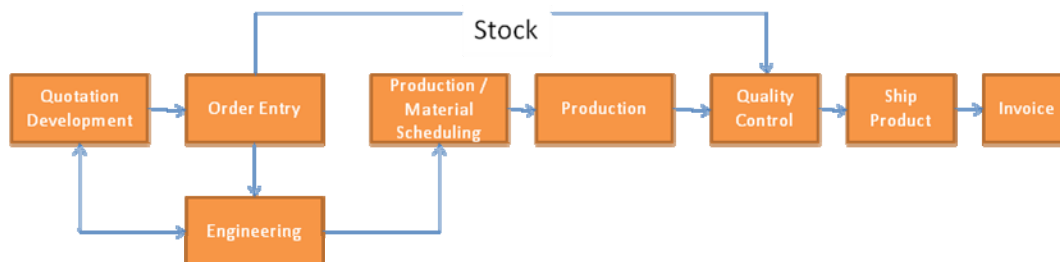 Stock
Quotation
Development
Order Entry
Production /
Material
Scheduling
Production
Quality
Control
Ship
Product
Invoice
Engineering